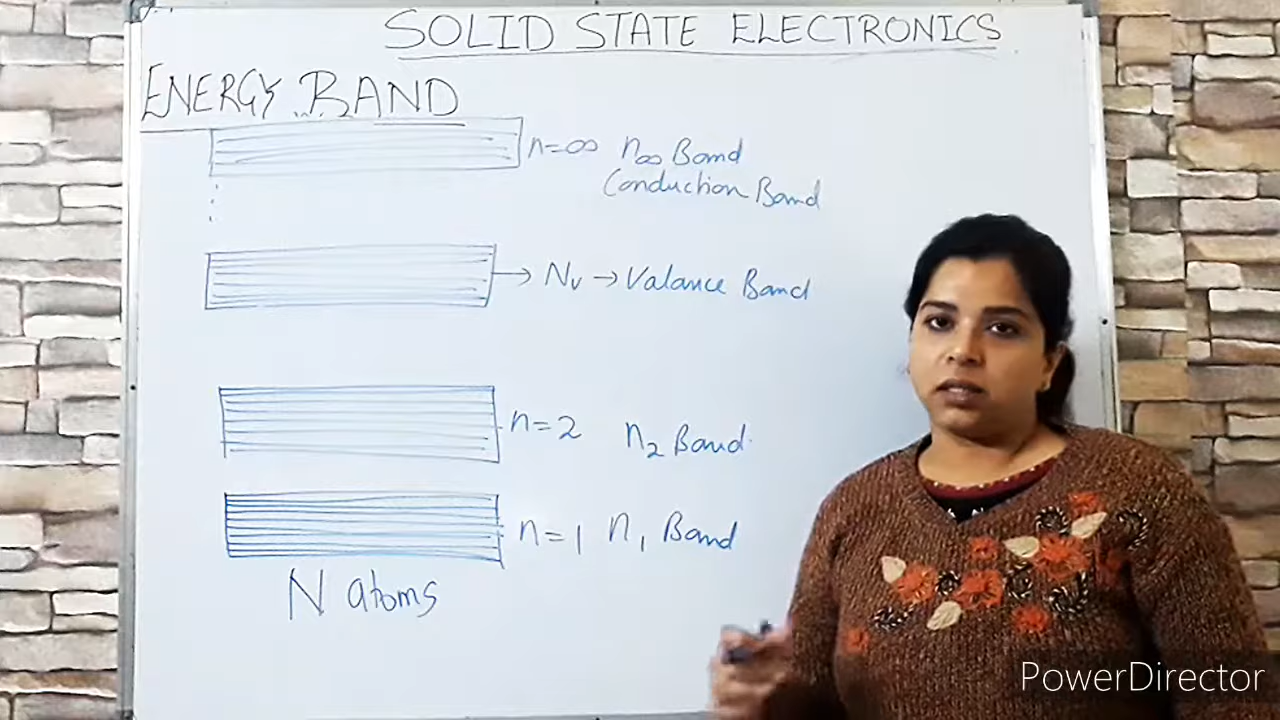 SOLID STATE ELECTRONICS
ENERGY BAND
n=∞ n∞ Band
Conduction Band
→ Nv → Valance Band
n=2 n2 Band
n=1 n1 Band
N atoms
PowerDirector